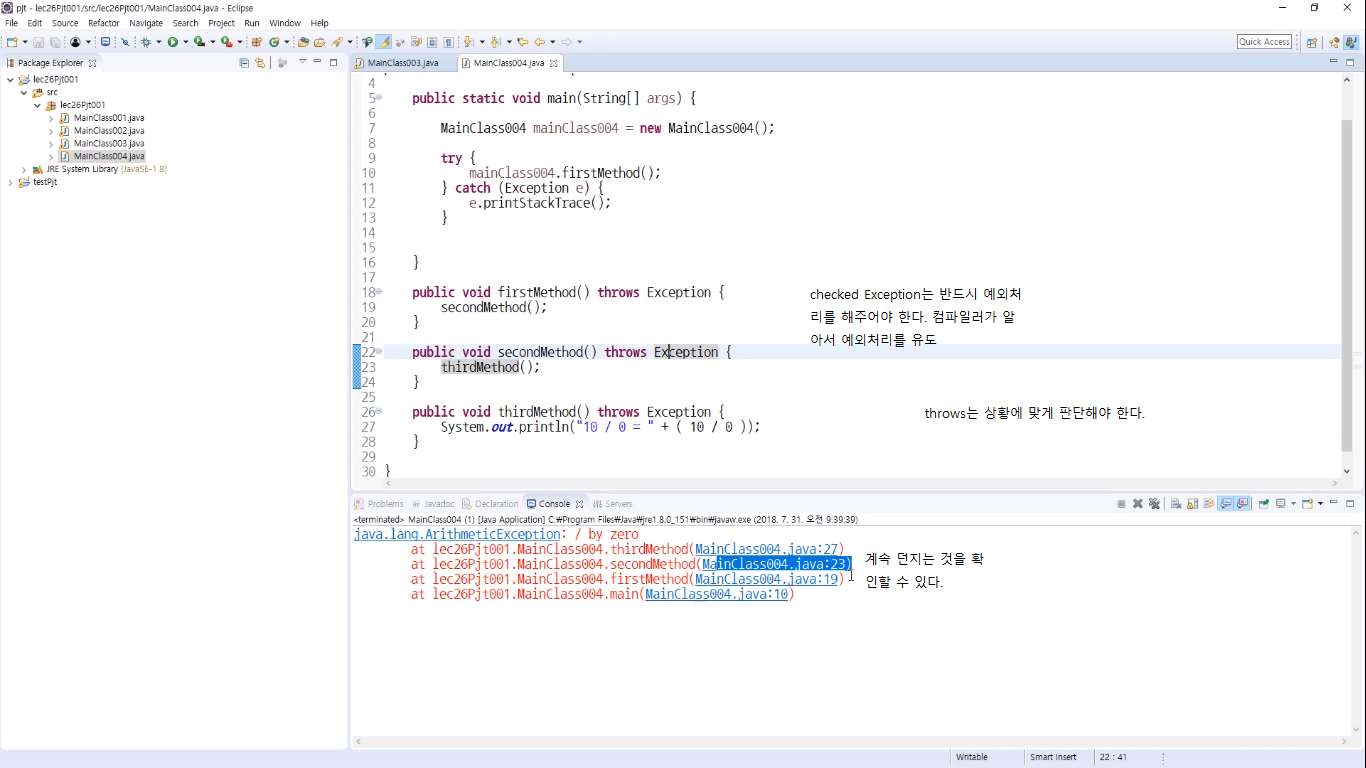 pjt - lec26Pjt001/src/lec26Pjt001/MainClass004.java - Eclipse
File Edit Source Refactor Navigate Search Project Run Window Help
Quick Access
Package Explorer
lec26Pjt001
src
lec26Pjt001
MainClass001.java
MainClass002.java
MainClass003.java
MainClass004.java
JRE System Library [JavaSE-1.8]
testPjt
MainClass003.java MainClass004.java
4
5 public static void main(String[] args) {
6
7 MainClass004 mainClass004 = new MainClass004();
8
9 try {
10 mainClass004.firstMethod();
11 } catch (Exception e) {
12 e.printStackTrace();
13 }
14
15
16 }
17
18 public void firstMethod() throws Exception {
19 secondMethod();
20 }
21
22 public void secondMethod() throws Exception {
23 thirdMethod();
24 }
25
26 public void thirdMethod() throws Exception {
27 System.out.println("10 / 0 = " + ( 10 / 0 ));
28 }
29
30 }
checked Exception는 반드시 예외처
리를 해주어야 한다. 컴파일러가 알
아서 예외처리를 유도
throws는 상황에 맞게 판단해야 한다.
Problems Javadoc Declaration Console Servers
<terminated> MainClass004 (1) [Java Application] C:₩Program Files₩Java₩jre1.8.0_151₩bin₩javaw.exe (2018. 7. 31. 오전 9:39:39)
java.lang.ArithmeticException: / by zero
at lec26Pjt001.MainClass004.thirdMethod(MainClass004.java:27)
at lec26Pjt001.MainClass004.secondMethod(MainClass004.java:23)
at lec26Pjt001.MainClass004.firstMethod(MainClass004.java:19)
at lec26Pjt001.MainClass004.main(MainClass004.java:10)
계속 던지는 것을 확
인할 수 있다.
Writable Smart Insert 22 : 41